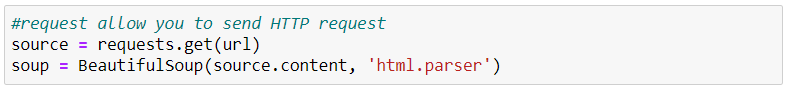 #request allow you to send HTTP request
source = requests.get(url)
soup = BeautifulSoup(source.content, 'html.parser')